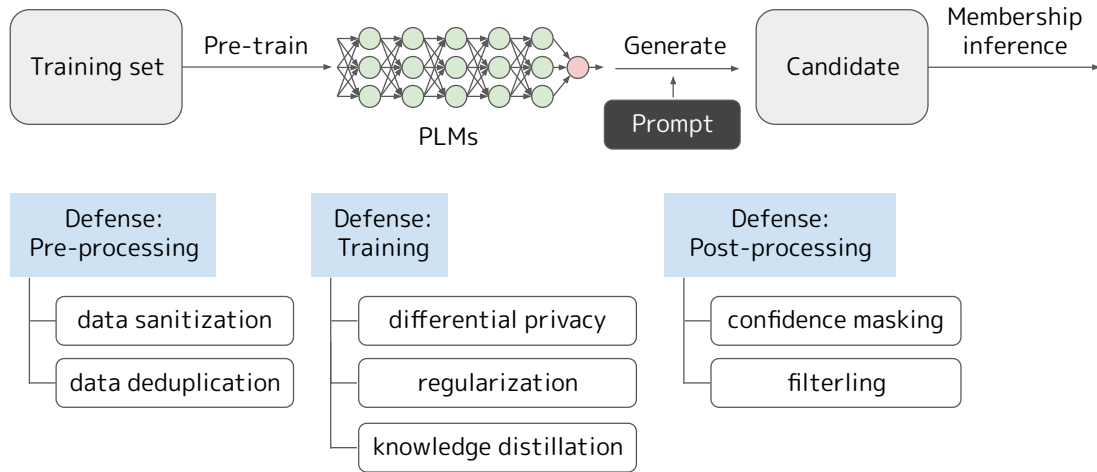 Training set
Pre-train
PLMs
Generate
Prompt
Candidate
Membership
inference
Defense:
Pre-processing
data sanitization
data deduplication
Defense:
Training
differential privacy
regularization
knowledge distillation
Defense:
Post-processing
confidence masking
filterling